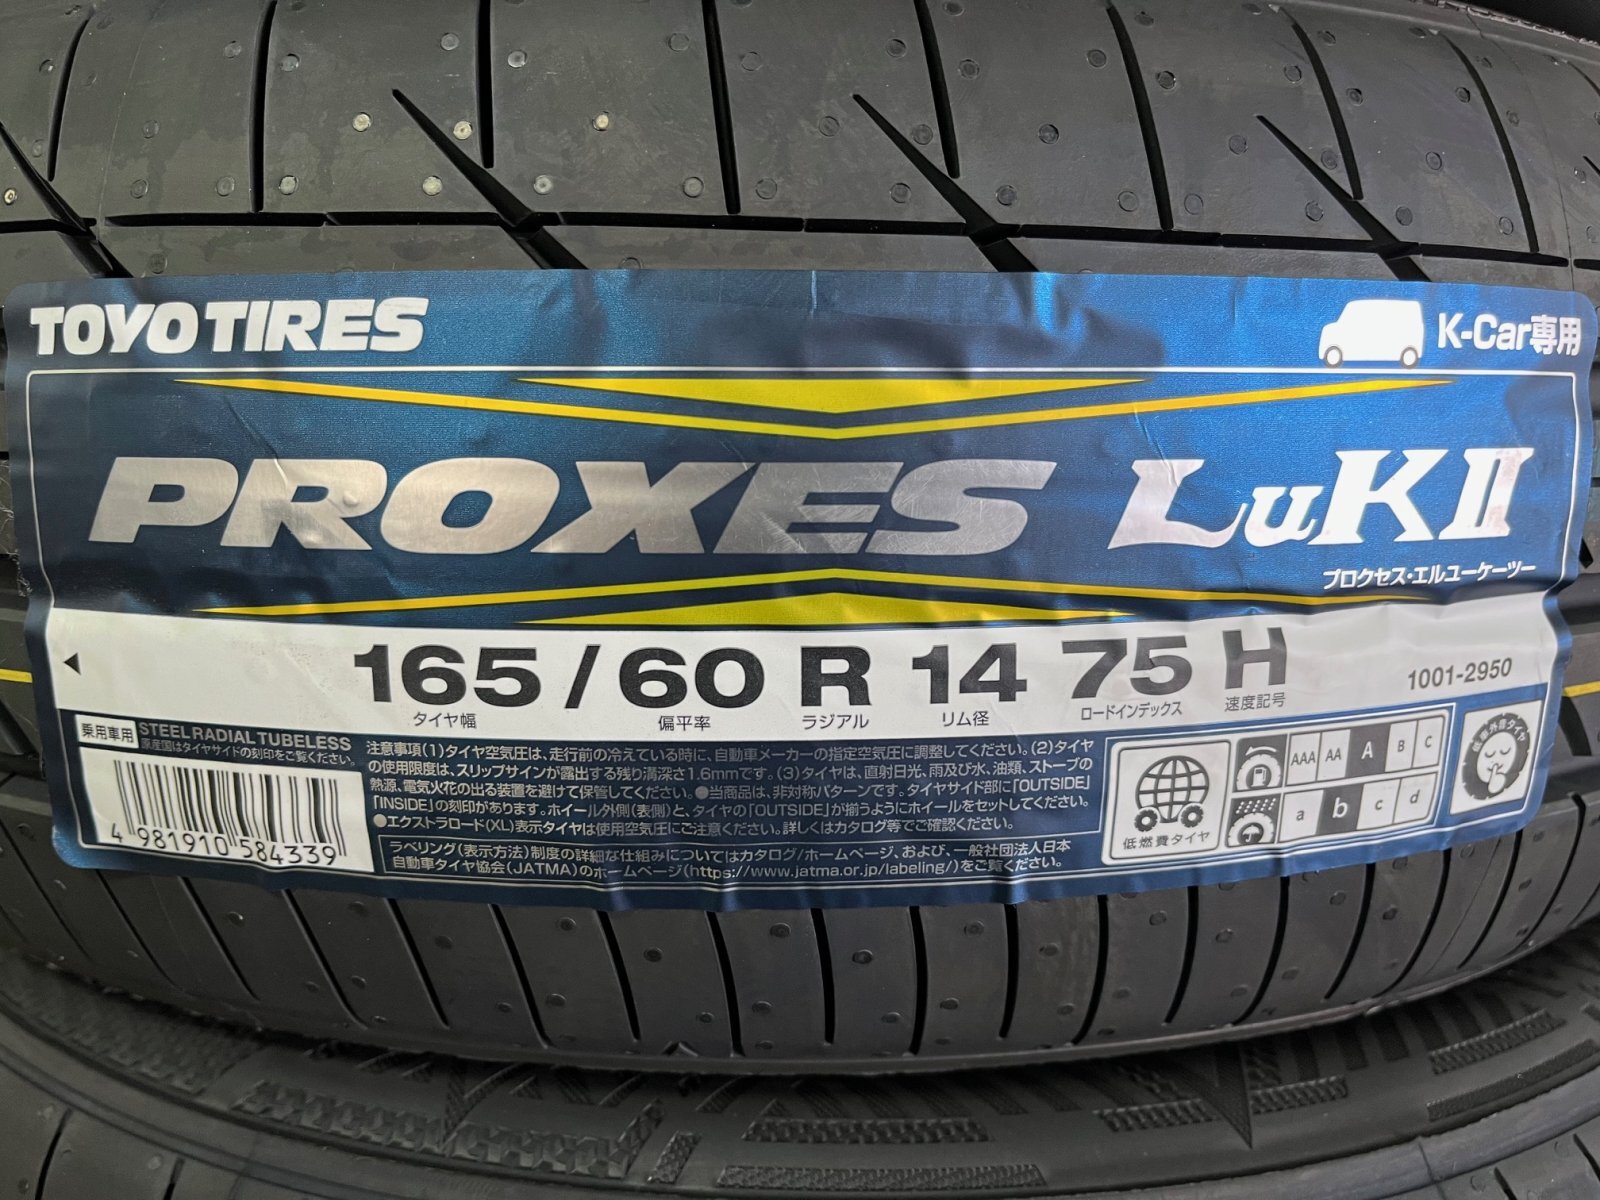 TOYO TIRES
K-Car専用
PROXES LuKII
プロクセス・エルユーケーツー
165 / 60 R 14 75 H
タイヤ幅 偏平率 ラジアル リム径 ロードインデックス 速度記号
1001-2950
乗用車用
STEEL RADIAL TUBELESS
原産国はタイヤサイドの刻印をご覧ください。
4 981910 584339
注意事項(1)タイヤ空気圧は、走行前の冷えている時に、自動車メーカーの指定空気圧に調整してください。(2)タイヤ
の使用限度は、スリップサインが露出する残り溝深さ1.6mmです。(3)タイヤは、直射日光、雨及び水、油類、ストーブの
熱源、電気火花の出る装置を避けて保管してください。●当商品は、非対称パターンです。タイヤサイド部に「OUTSIDE」
「INSIDE」の刻印があります。ホイール外側(表側)と、タイヤの「OUTSIDE」が揃うようにホイールをセットしてください。
●エクストラロード(XL)表示タイヤは使用空気圧にご注意ください。詳しくはカタログ等でご確認ください。
ラベリング(表示方法)制度の詳細な仕組みについてはカタログ/ホームページ、および、一般社団法人日本
自動車タイヤ協会(JATMA)のホームページ(https://www.jatma.or.jp/labeling/)をご覧ください。
低燃費タイヤ
AAA AA A B C
a b c d
低車外音タイヤ